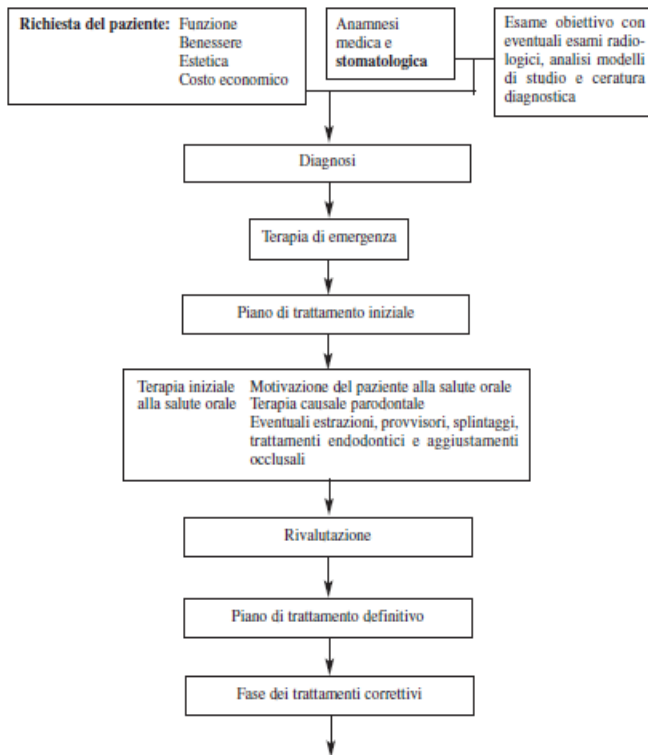 Richiesta del paziente: Funzione
Benessere
Estetica
Costo economico
Anamnesi
medica e
stomatologica
Esame obiettivo con
eventuali esami radio-
logici, analisi modelli
di studio e ceratura
diagnostica
Diagnosi
Terapia di emergenza
Piano di trattamento iniziale
Terapia iniziale
alla salute orale
Motivazione del paziente alla salute orale
Terapia causale parodontale
Eventuali estrazioni, provvisori, splintaggi,
trattamenti endodontici e aggiustamenti
occlusali
Rivalutazione
Piano di trattamento definitivo
Fase dei trattamenti correttivi